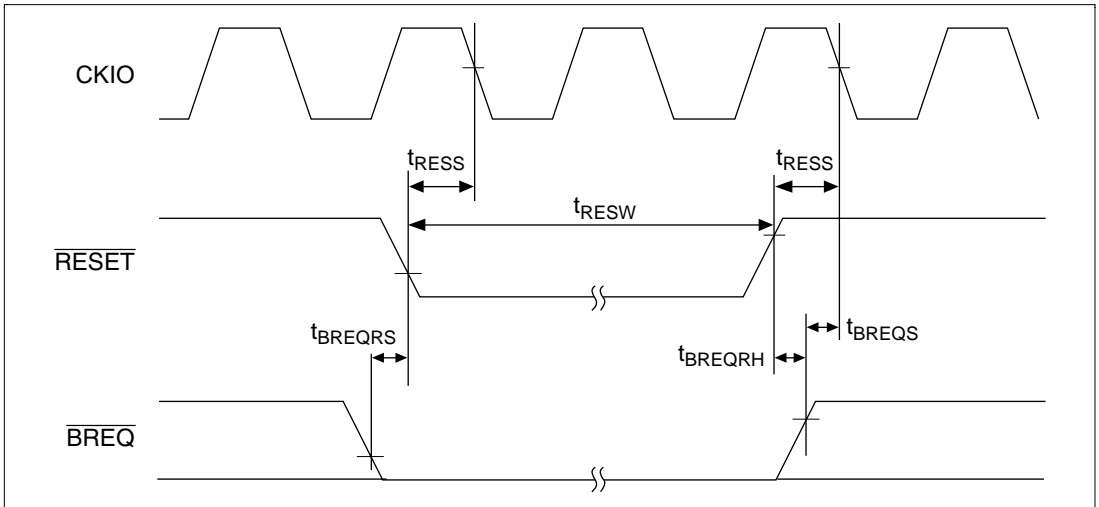 CKIO
tRESS
tRESS
tRESW
RESET
tBREQRS
tBREQS
tBREQRH
BREQ